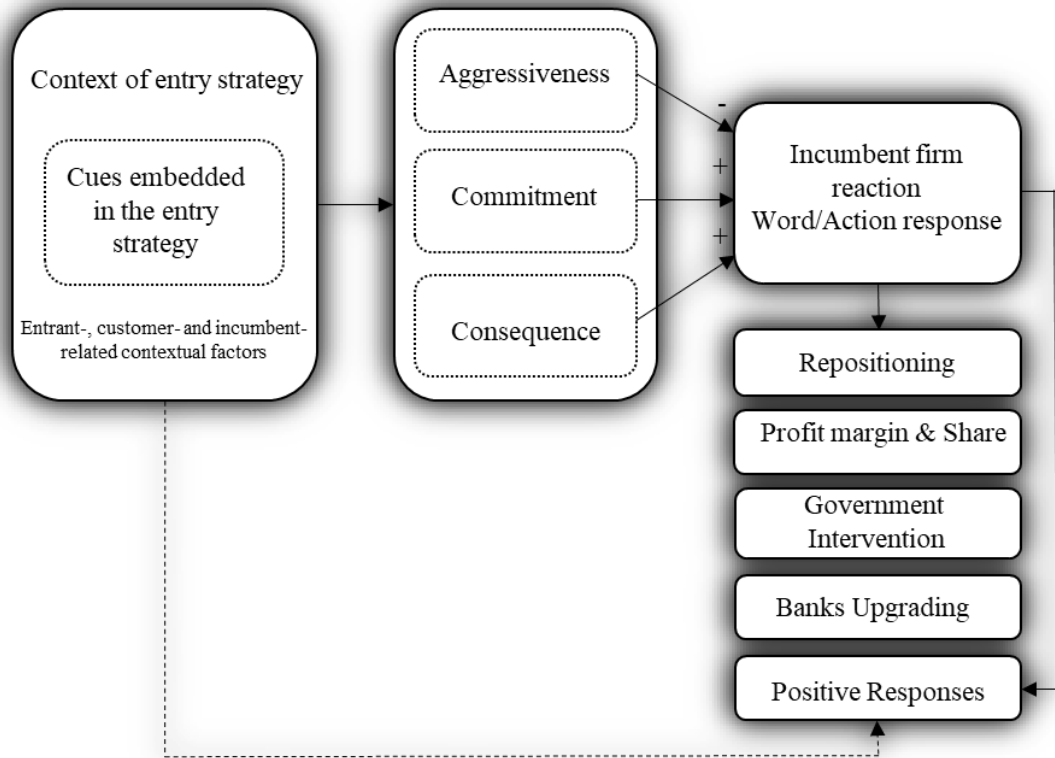 Context of entry strategy
Cues embedded
in the entry
strategy
Entrant-, customer- and incumbent-
related contextual factors
Aggressiveness
Commitment
Consequence
-
+
+
Incumbent firm
reaction
Word/Action response
Repositioning
Profit margin & Share
Government
Intervention
Banks Upgrading
Positive Responses